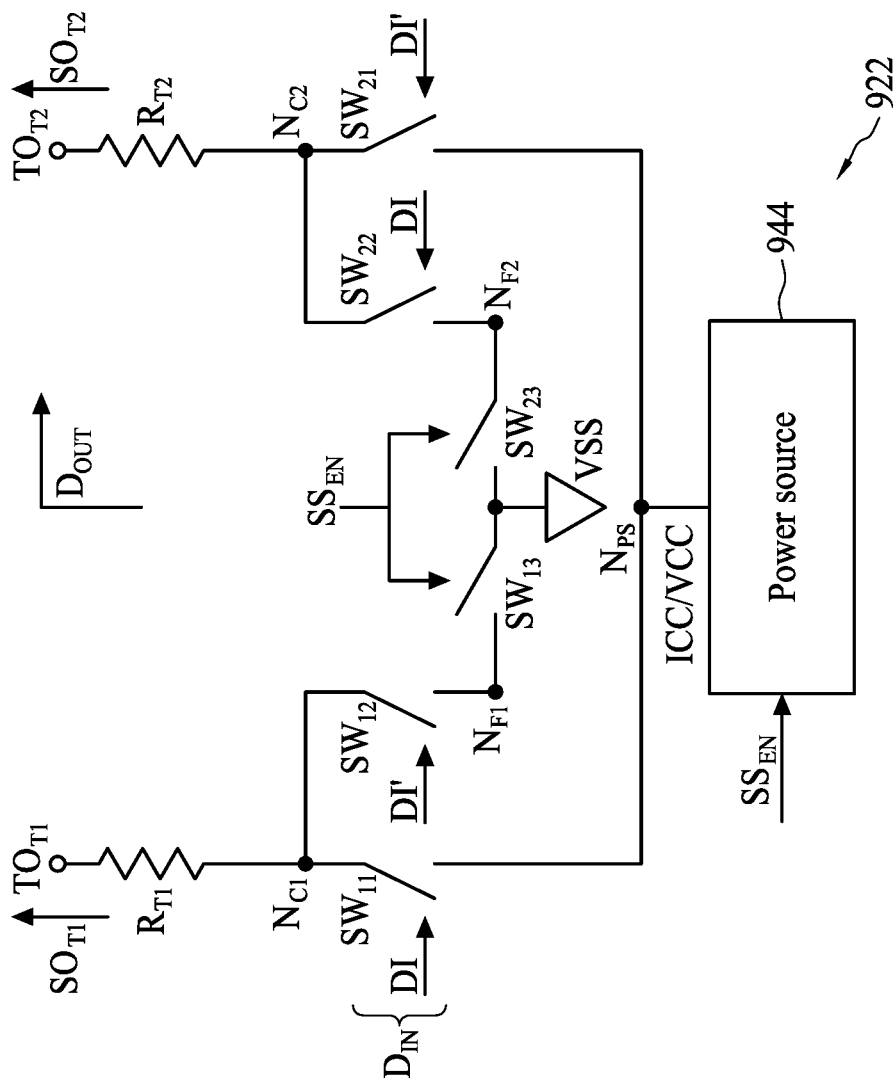 SO_T1
TO_T1
D_OUT
TO_T2
SO_T2
R_T1
R_T2
N_C1
SS_EN
N_C2
D_IN
DI
SW_11
DI'
SW_12
SW_22
DI
SW_21
DI'
N_F1
SW_13
SW_23
N_F2
VSS
N_PS
ICC/VCC
SS_EN
Power source
944
922